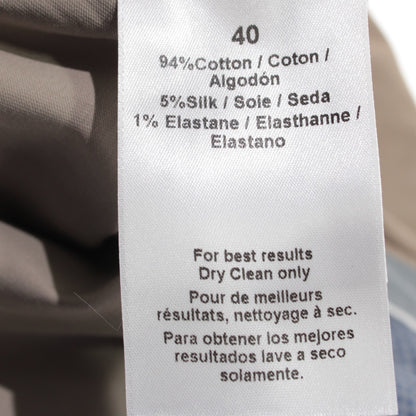 40
94%Cotton / Coton /
Algodón
5%Silk / Soie / Seda
1% Elastane / Elasthanne /
Elastano
For best results
Dry Clean only
Pour de meilleurs
résultats, nettoyage à sec.
Para obtener los mejores
resultados lave a seco
solamente.